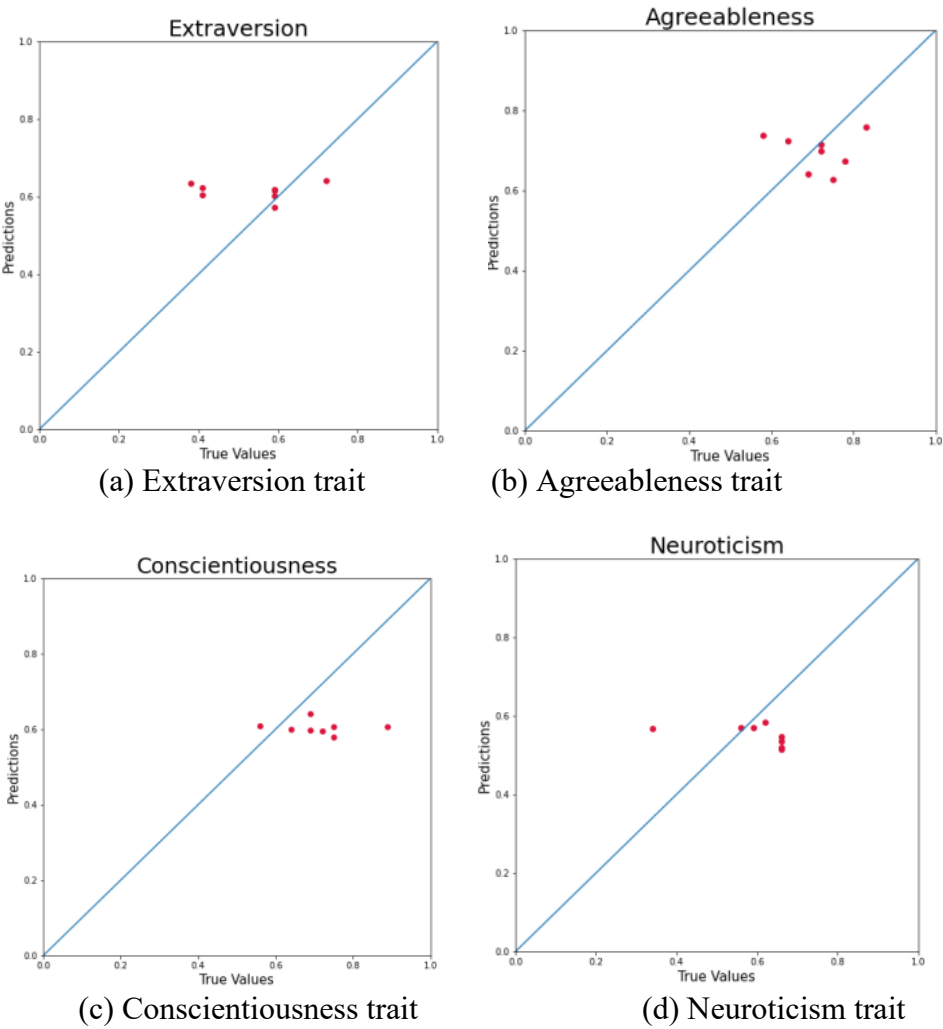 Extraversion
1.0
0.8
0.6
0.4
0.2
0.0
Predictions
0.0 0.2 0.4 0.6 0.8 1.0
True Values
(a) Extraversion trait
Agreeableness
1.0
0.8
0.6
0.4
0.2
0.0
Predictions
0.0 0.2 0.4 0.6 0.8 1.0
True Values
(b) Agreeableness trait
Conscientiousness
1.0
0.8
0.6
0.4
0.2
0.0
Predictions
0.0 0.2 0.4 0.6 0.8 1.0
True Values
(c) Conscientiousness trait
Neuroticism
1.0
0.8
0.6
0.4
0.2
0.0
Predictions
0.0 0.2 0.4 0.6 0.8 1.0
True Values
(d) Neuroticism trait